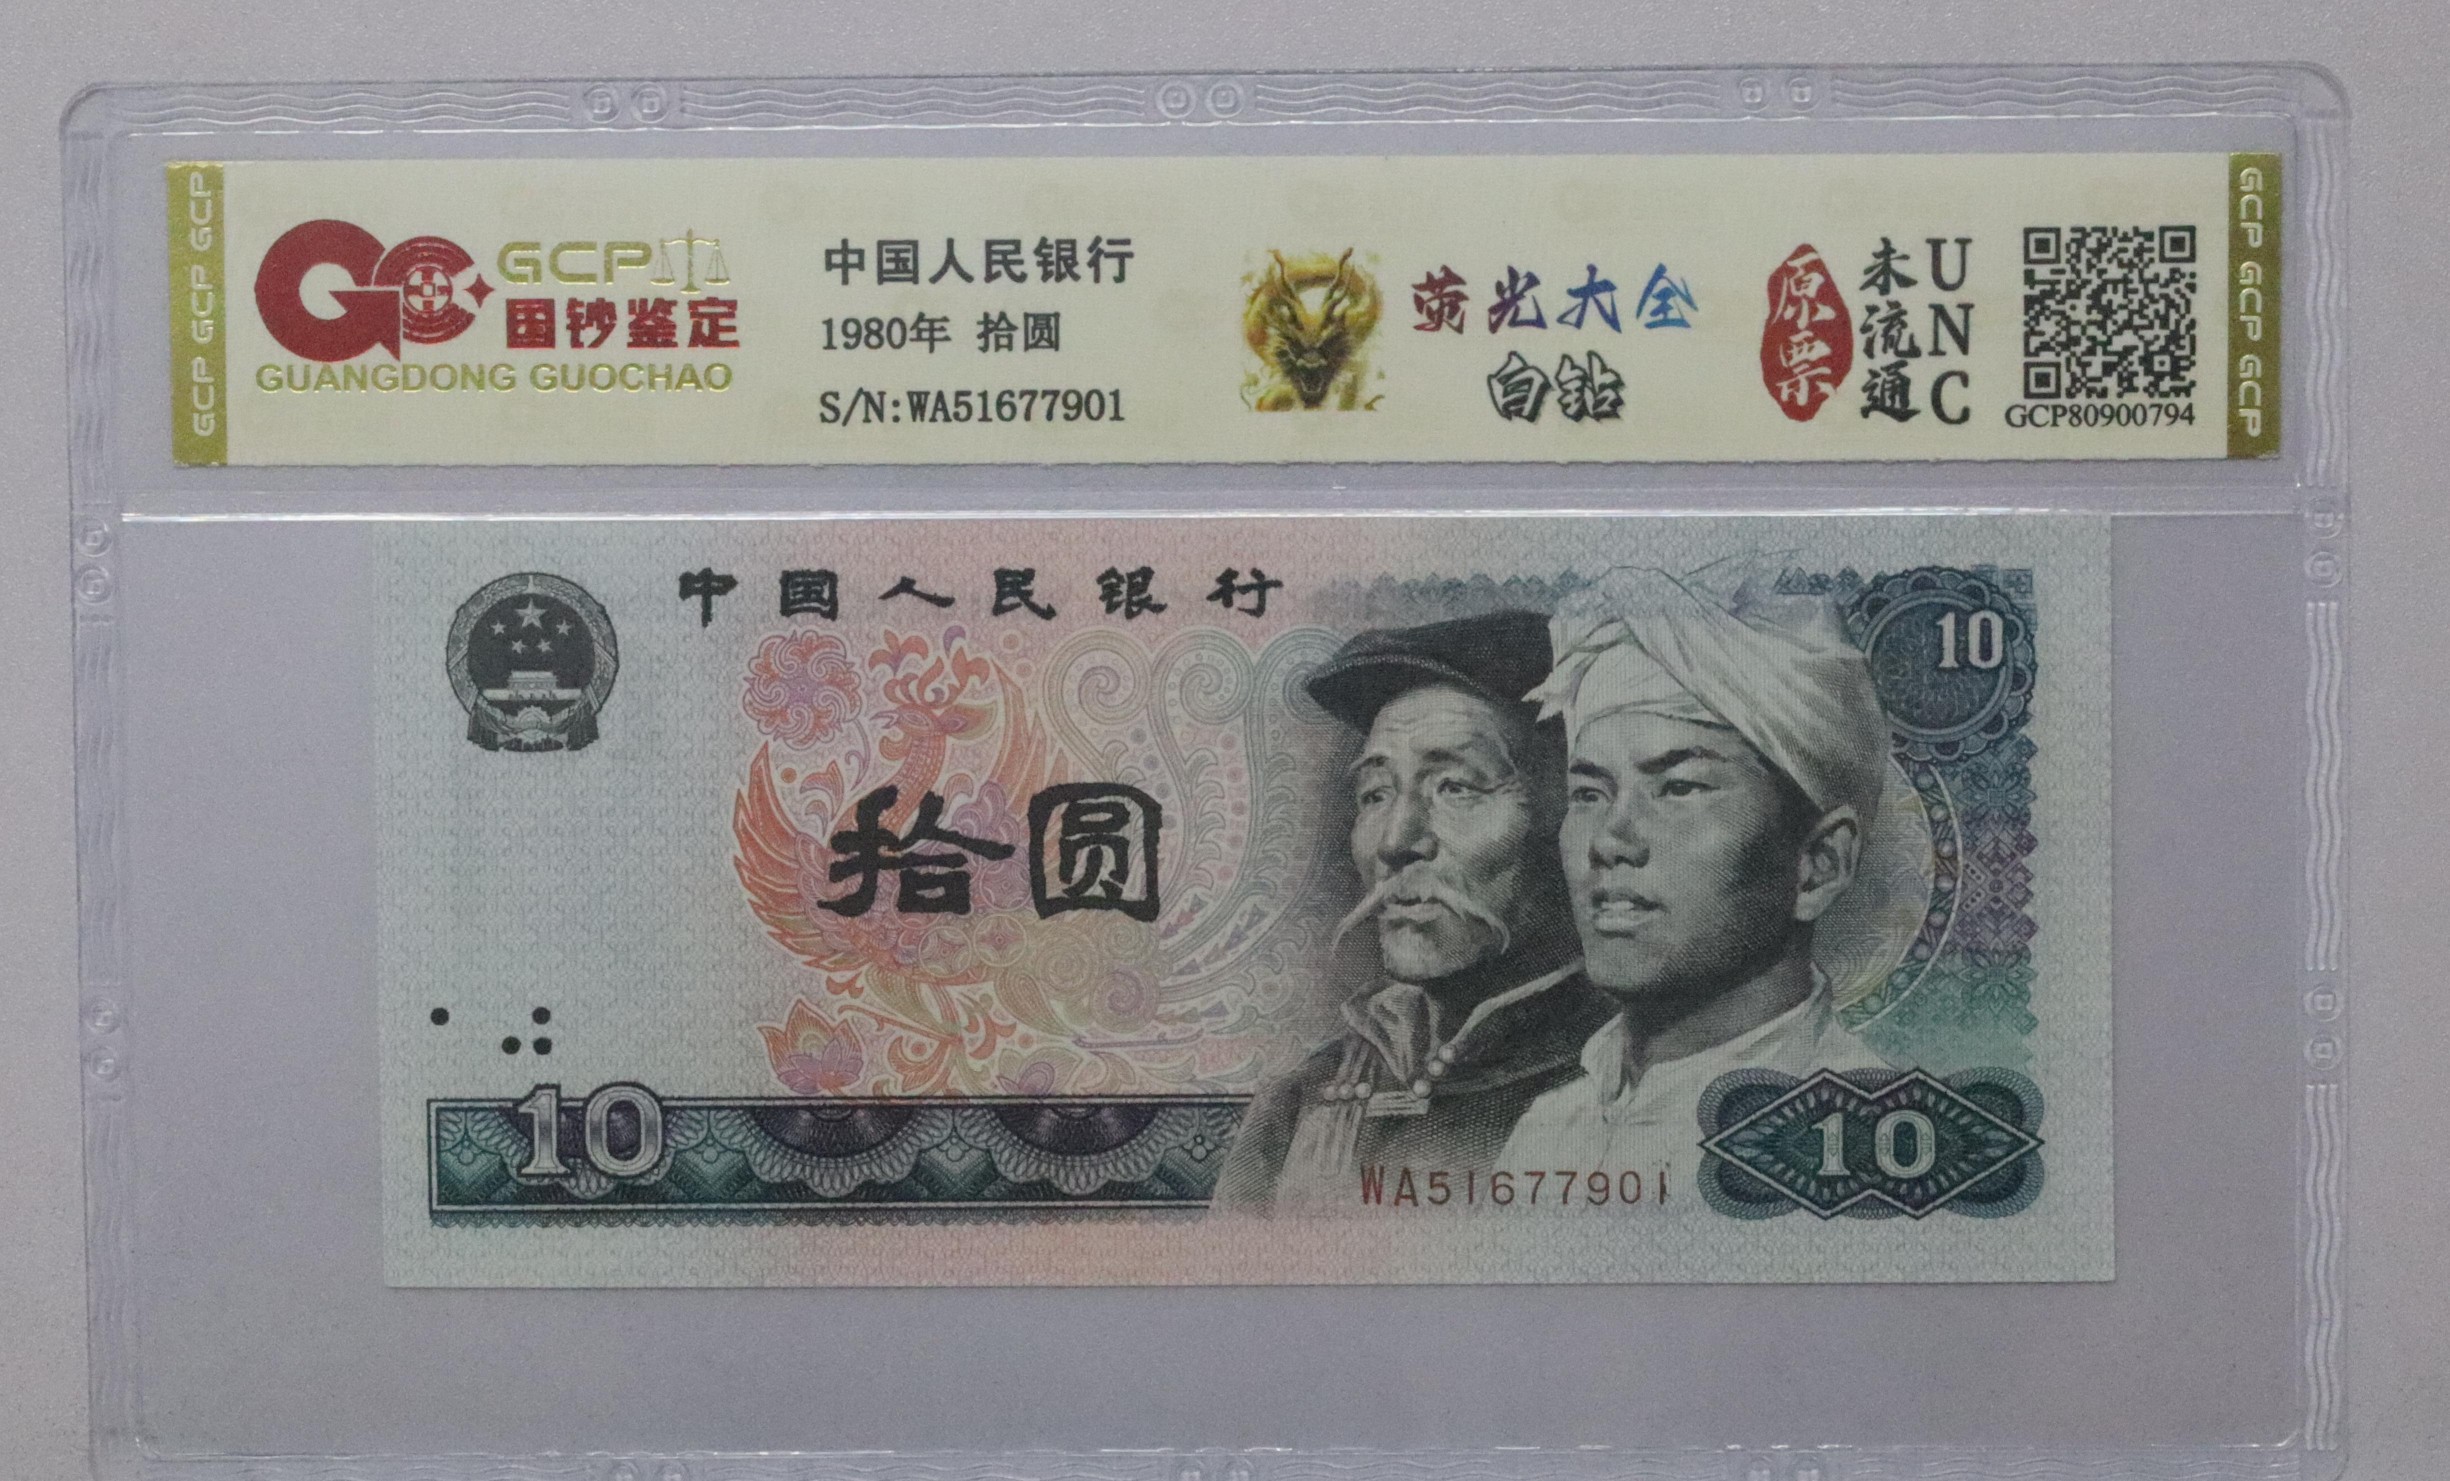 GCP GCP GCP
GCP
国钞鉴定
GUANGDONG GUOCHAO
中国人民银行
1980年 拾圆
S/N:WA51677901
荧光大全
白钻
原票
未流通
UNC
GCP80900794
GCP GCP GCP
中国人民银行
10
拾圆
10
WA51677901
10